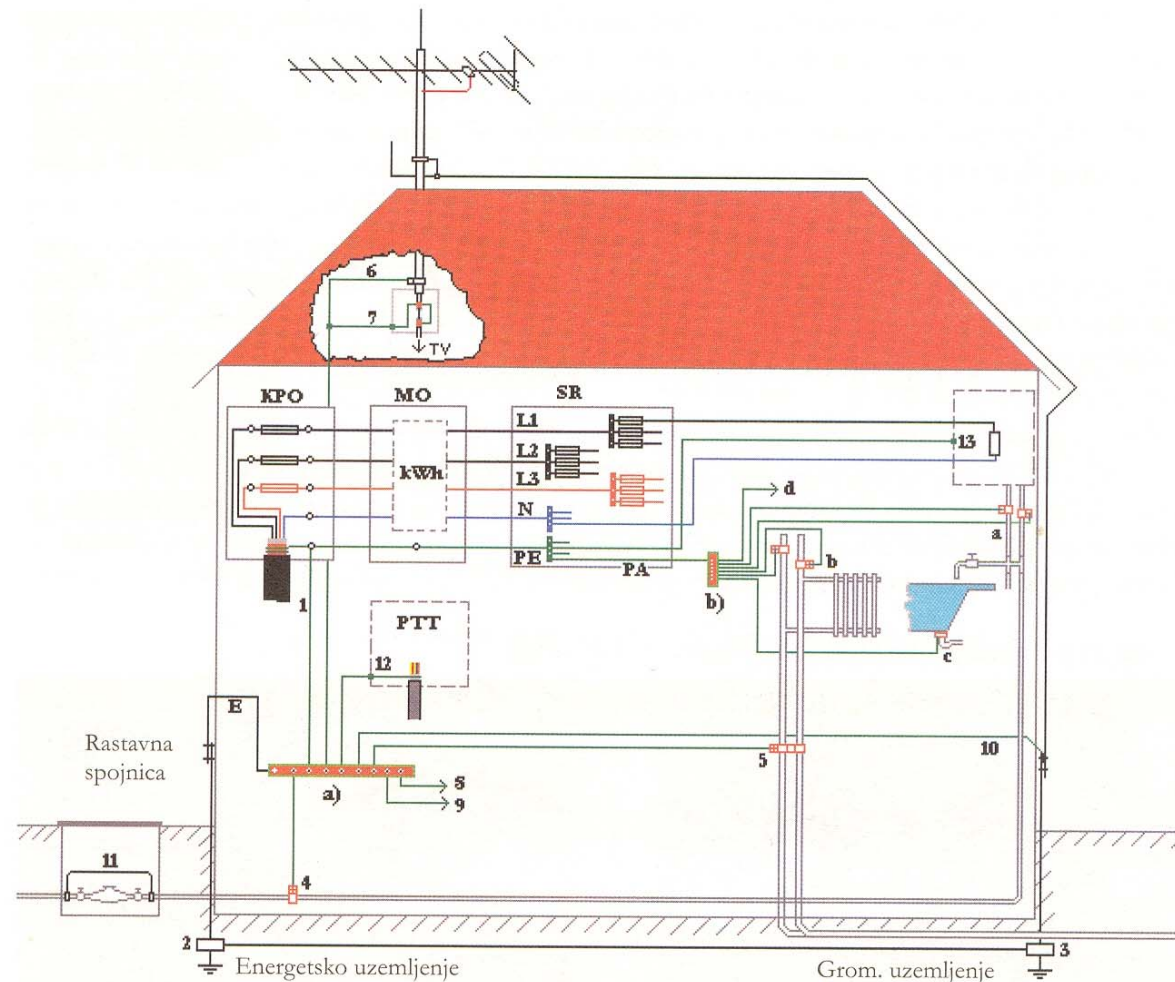 6
7
TV
KPO
MO
SR
L1
L2
kWh
L3
N
PE
PA
13
d
a
b
b)
c
1
PTT
12
E
Rastavna
spojnica
a)
8
9
5
10
11
4
2
3
Energetsko uzemljenje
Grom. uzemljenje